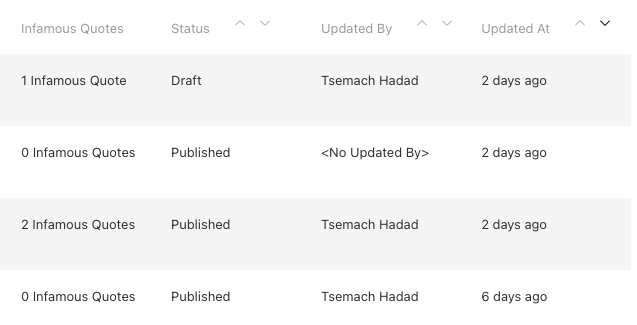 Infamous Quotes Status Updated By Updated At
1 Infamous Quote Draft Tsemach Hadad 2 days ago
0 Infamous Quotes Published <No Updated By> 2 days ago
2 Infamous Quotes Published Tsemach Hadad 2 days ago
0 Infamous Quotes Published Tsemach Hadad 6 days ago